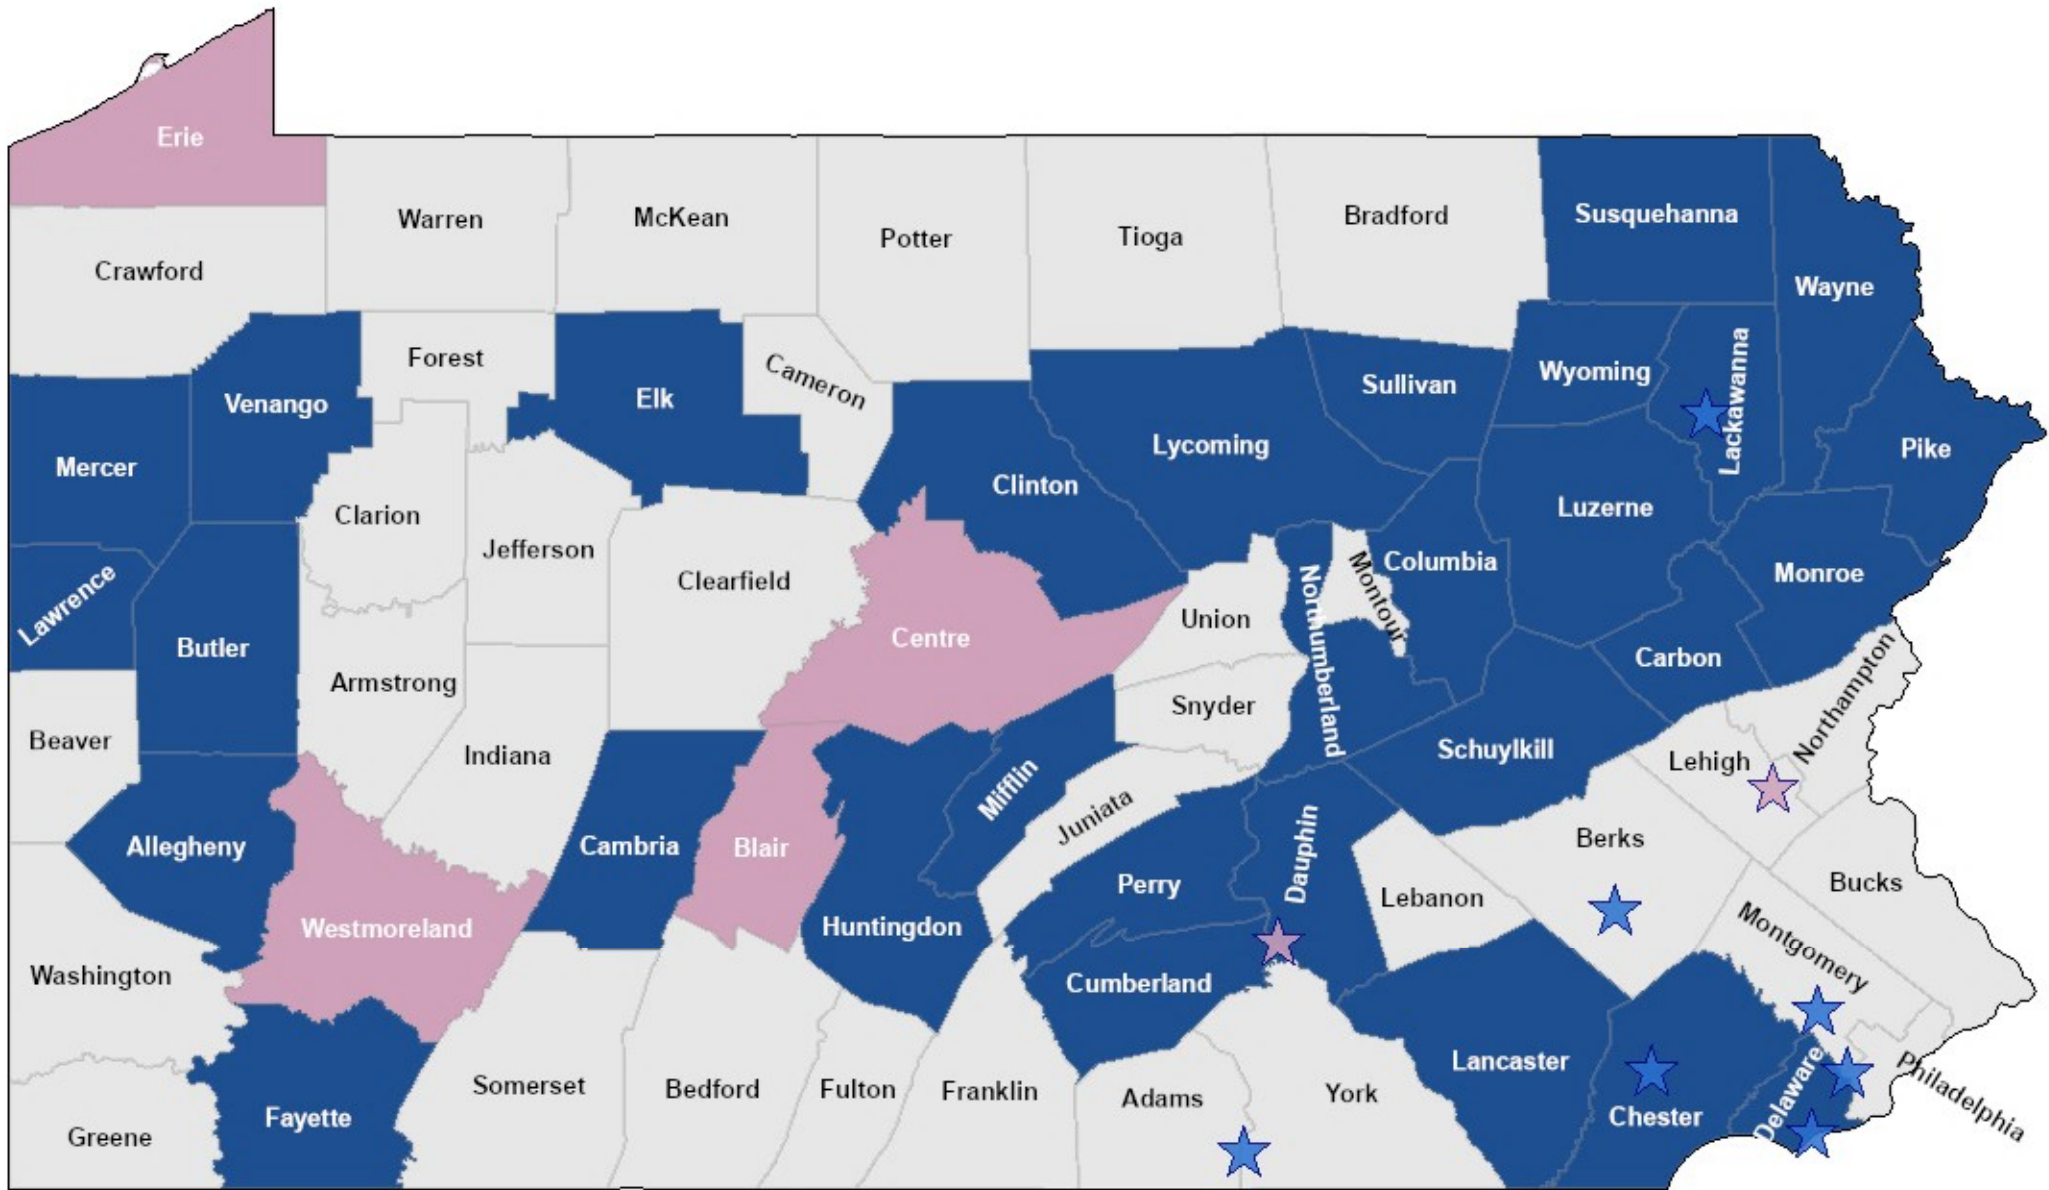 Erie
Warren
McKean
Potter
Tioga
Bradford
Susquehanna
Wayne
Crawford
Forest
Elk
Cameron
Venango
Mercer
Clarion
Jefferson
Clearfield
Clinton
Lycoming
Sullivan
Wyoming
Lackawanna
Pike
Luzerne
Columbia
Montour
Northumberland
Monroe
Carbon
Lawrence
Butler
Armstrong
Centre
Union
Snyder
Schuylkill
Lehigh
Northampton
Beaver
Indiana
Mifflin
Juniata
Allegheny
Cambria
Blair
Huntingdon
Perry
Dauphin
Lebanon
Berks
Bucks
Montgomery
Westmoreland
Washington
Cumberland
Lancaster
Chester
Delaware
Philadelphia
Greene
Fayette
Somerset
Bedford
Fulton
Franklin
Adams
York